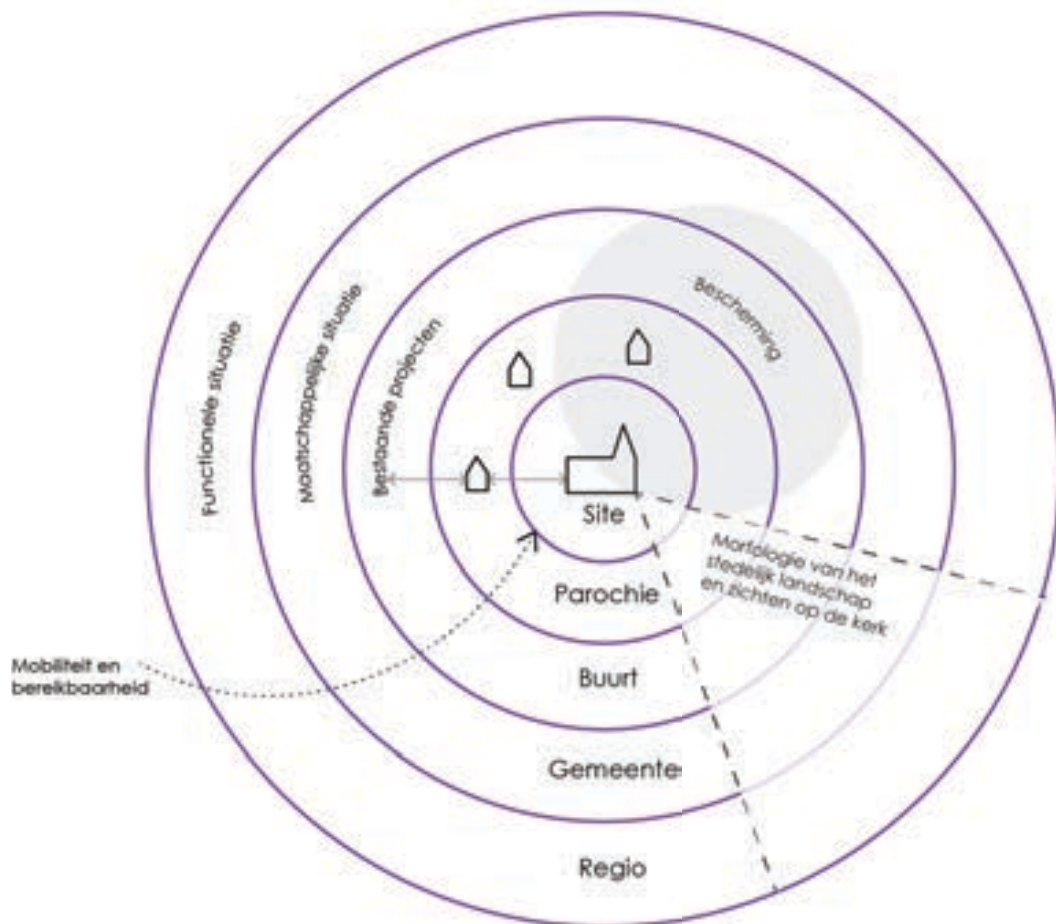 Functionele situatie
Maatschappelijke situatie
Bestaande projecten
Bescherming
Site
Morfologie van het
stedelijk landschap
en zichten op de kerk
Parochie
Mobiliteit en
bereikbaarheid
Buurt
Gemeente
Regio